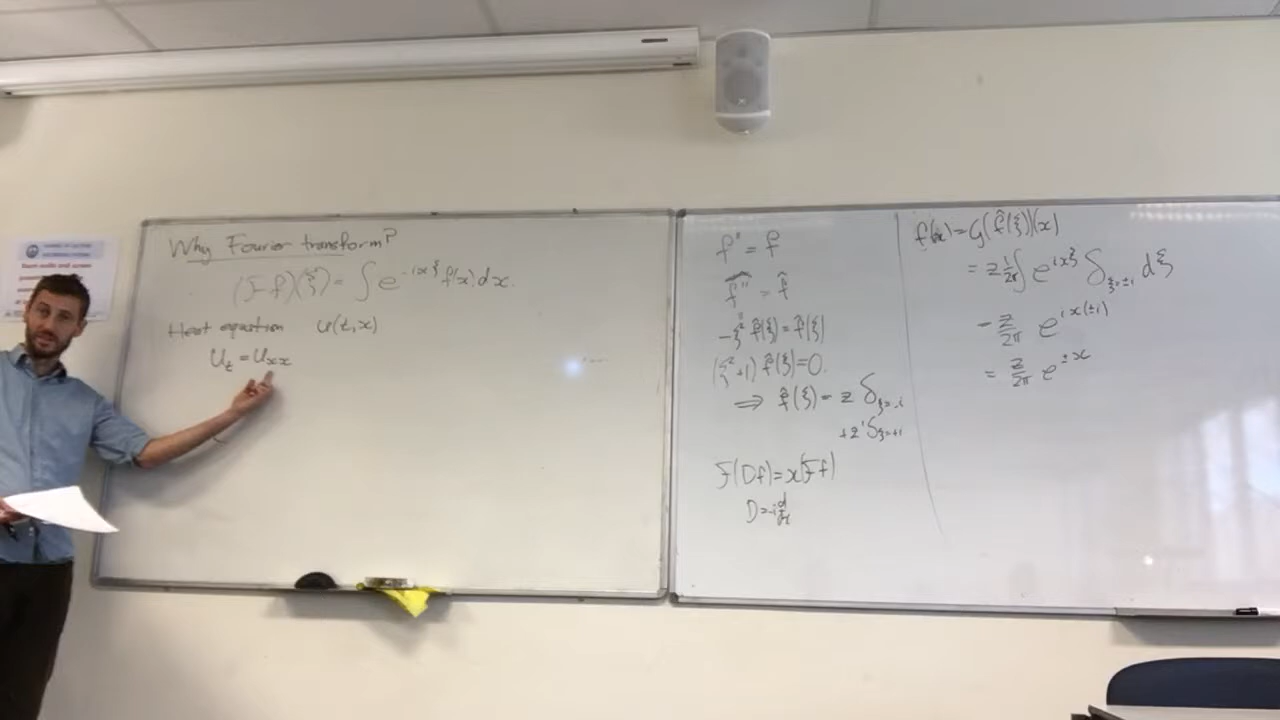 Why Fourier transform?
(Ff)(ξ) = ∫ e^{-ixξ} f(x) dx.
Heat equation u(t,x)
U_t = U_xx
f'' = f
\widehat{f''} = \hat{f}
-ξ² \hat{f}(ξ) = \hat{f}(ξ)
(ξ²+1) \hat{f}(ξ) = 0.
⟹ \hat{f}(ξ) = z δ_{ξ=-i}
+z' δ_{ξ=+i}
F(Df) = x(Ff)
D = -i d/dx
f(x) = G(\hat{f}(ξ))(x)
= z 1/2π ∫ e^{ixξ} δ_{ξ=±i} dξ
= z/2π e^{ix(±i)}
= z/2π e^{±x}